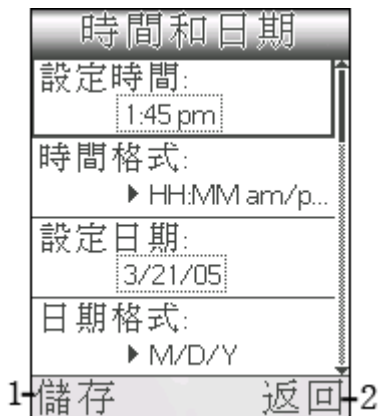 時間和日期
設定時間:
1:45 pm
時間格式:
HH:MM am/p...
設定日期:
3/21/05
日期格式:
M/D/Y
1 儲存 返回 2